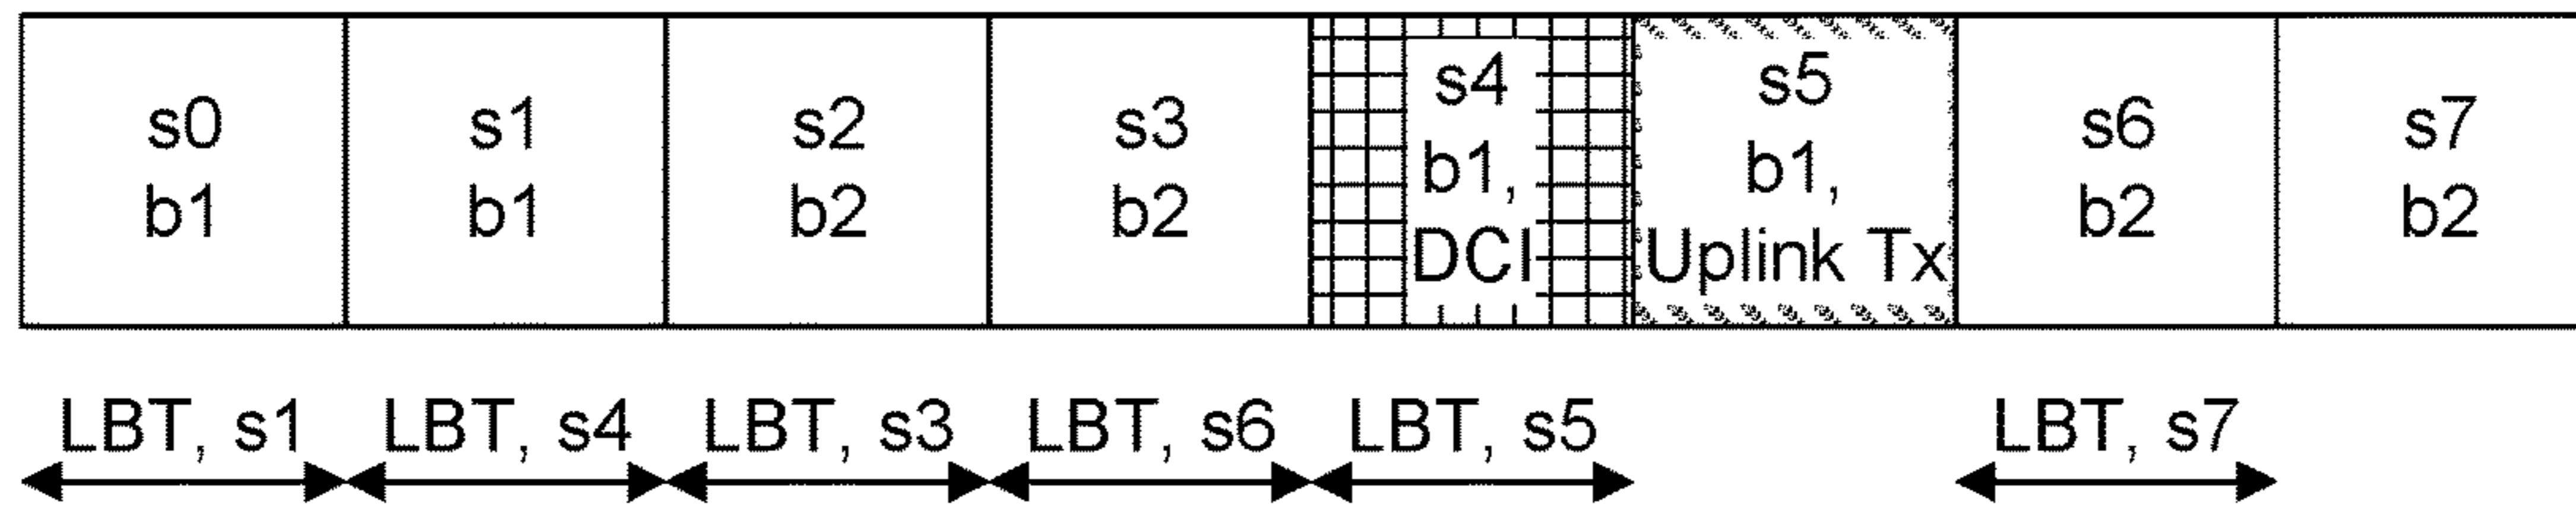 s0
b1
s1
b1
s2
b2
s3
b2
s4
b1,
DCI
s5
b1,
Uplink Tx
s6
b2
s7
b2
LBT, s1
LBT, s4
LBT, s3
LBT, s6
LBT, s5
LBT, s7